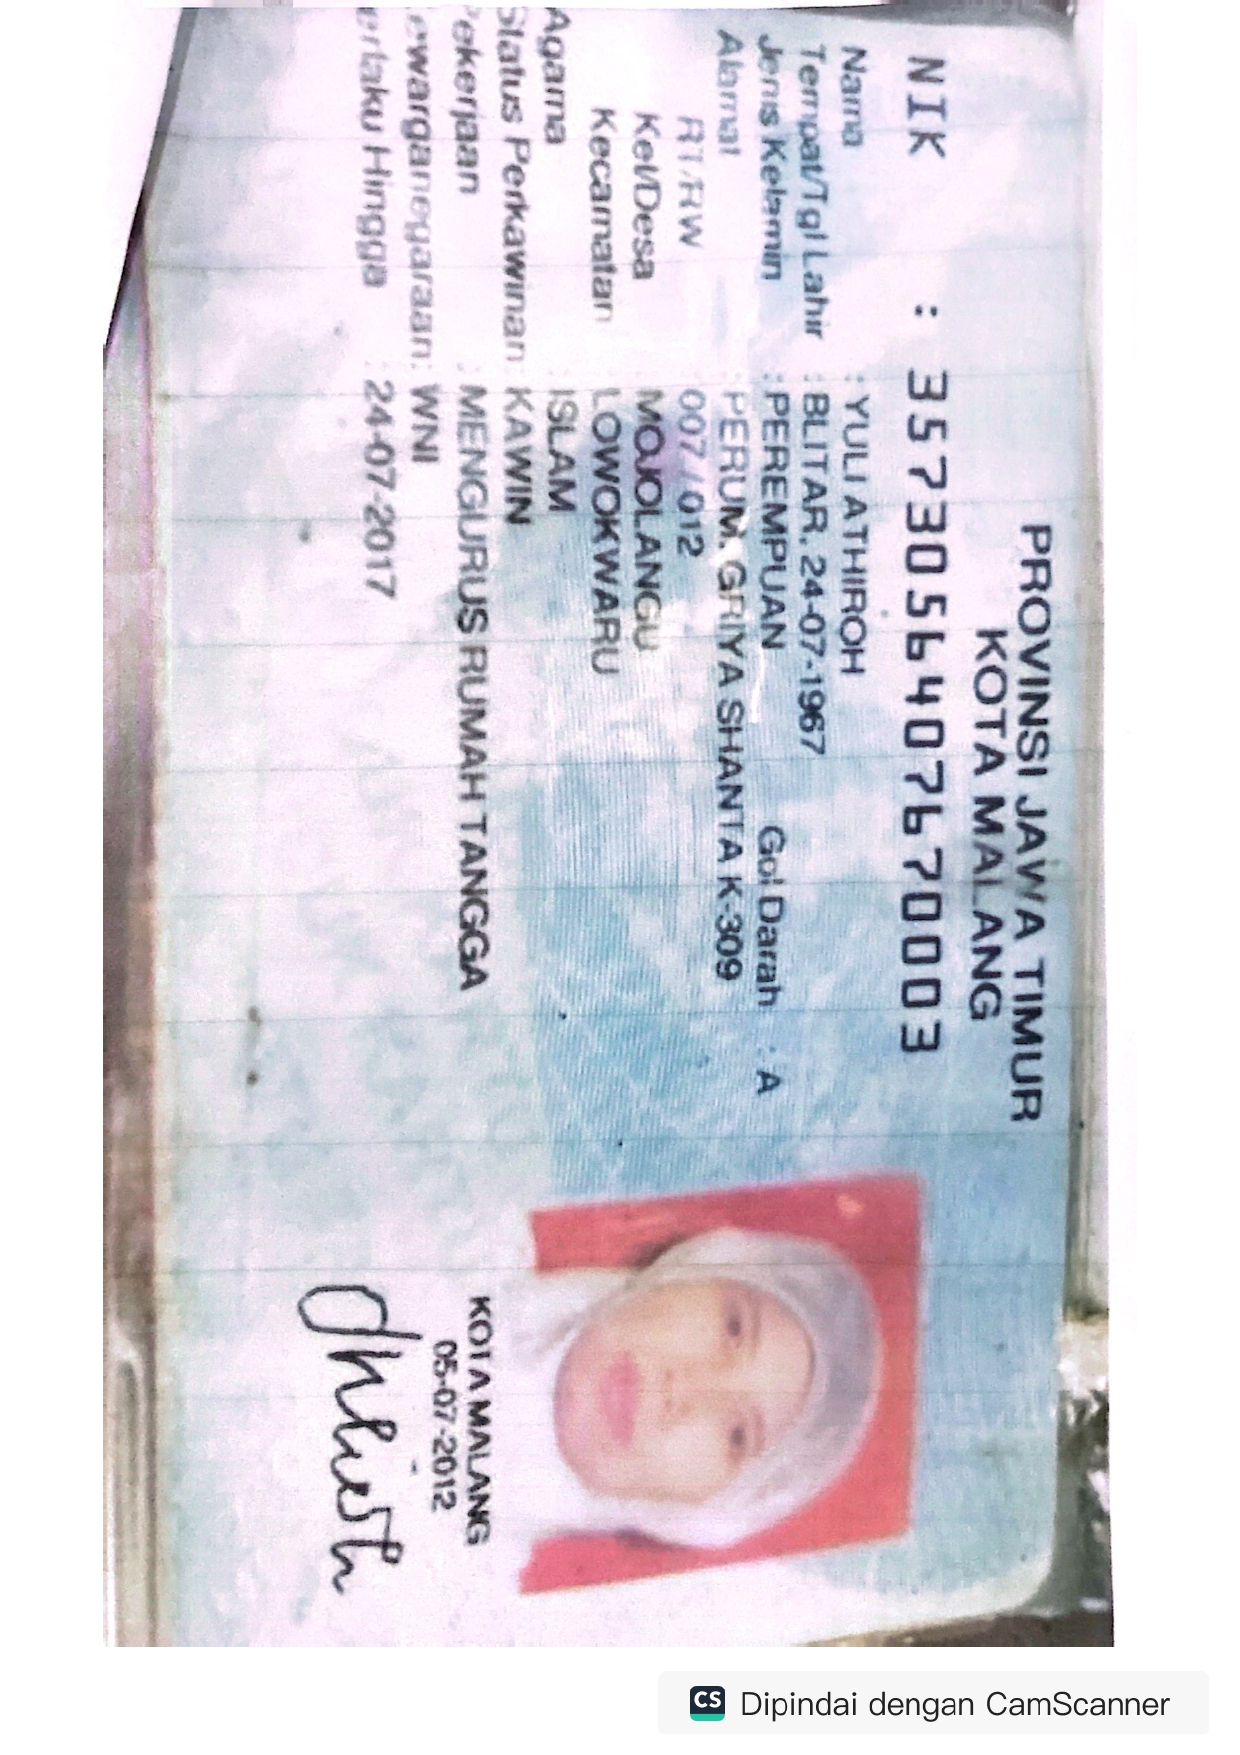 PROVINSI JAWA TIMUR
KOTA MALANG
NIK : 3573056407670003
Nama : YULI ATHIROH
Tempat/Tgl Lahir : BLITAR, 24-07-1967
Jenis Kelamin : PEREMPUAN Gol Darah : A
Alamat : PERUM. GRIYA SHANTA K-309
RT/RW : 007 / 012
Kel/Desa : MOJOLANGU
Kecamatan : LOWOKWARU
Agama : ISLAM
Status Perkawinan: KAWIN
Pekerjaan : MENGURUS RUMAH TANGGA
ewarganegaraan: WNI
erlaku Hingga : 24-07-2017
KOTA MALANG
05-07-2012
CS Dipindai dengan CamScanner